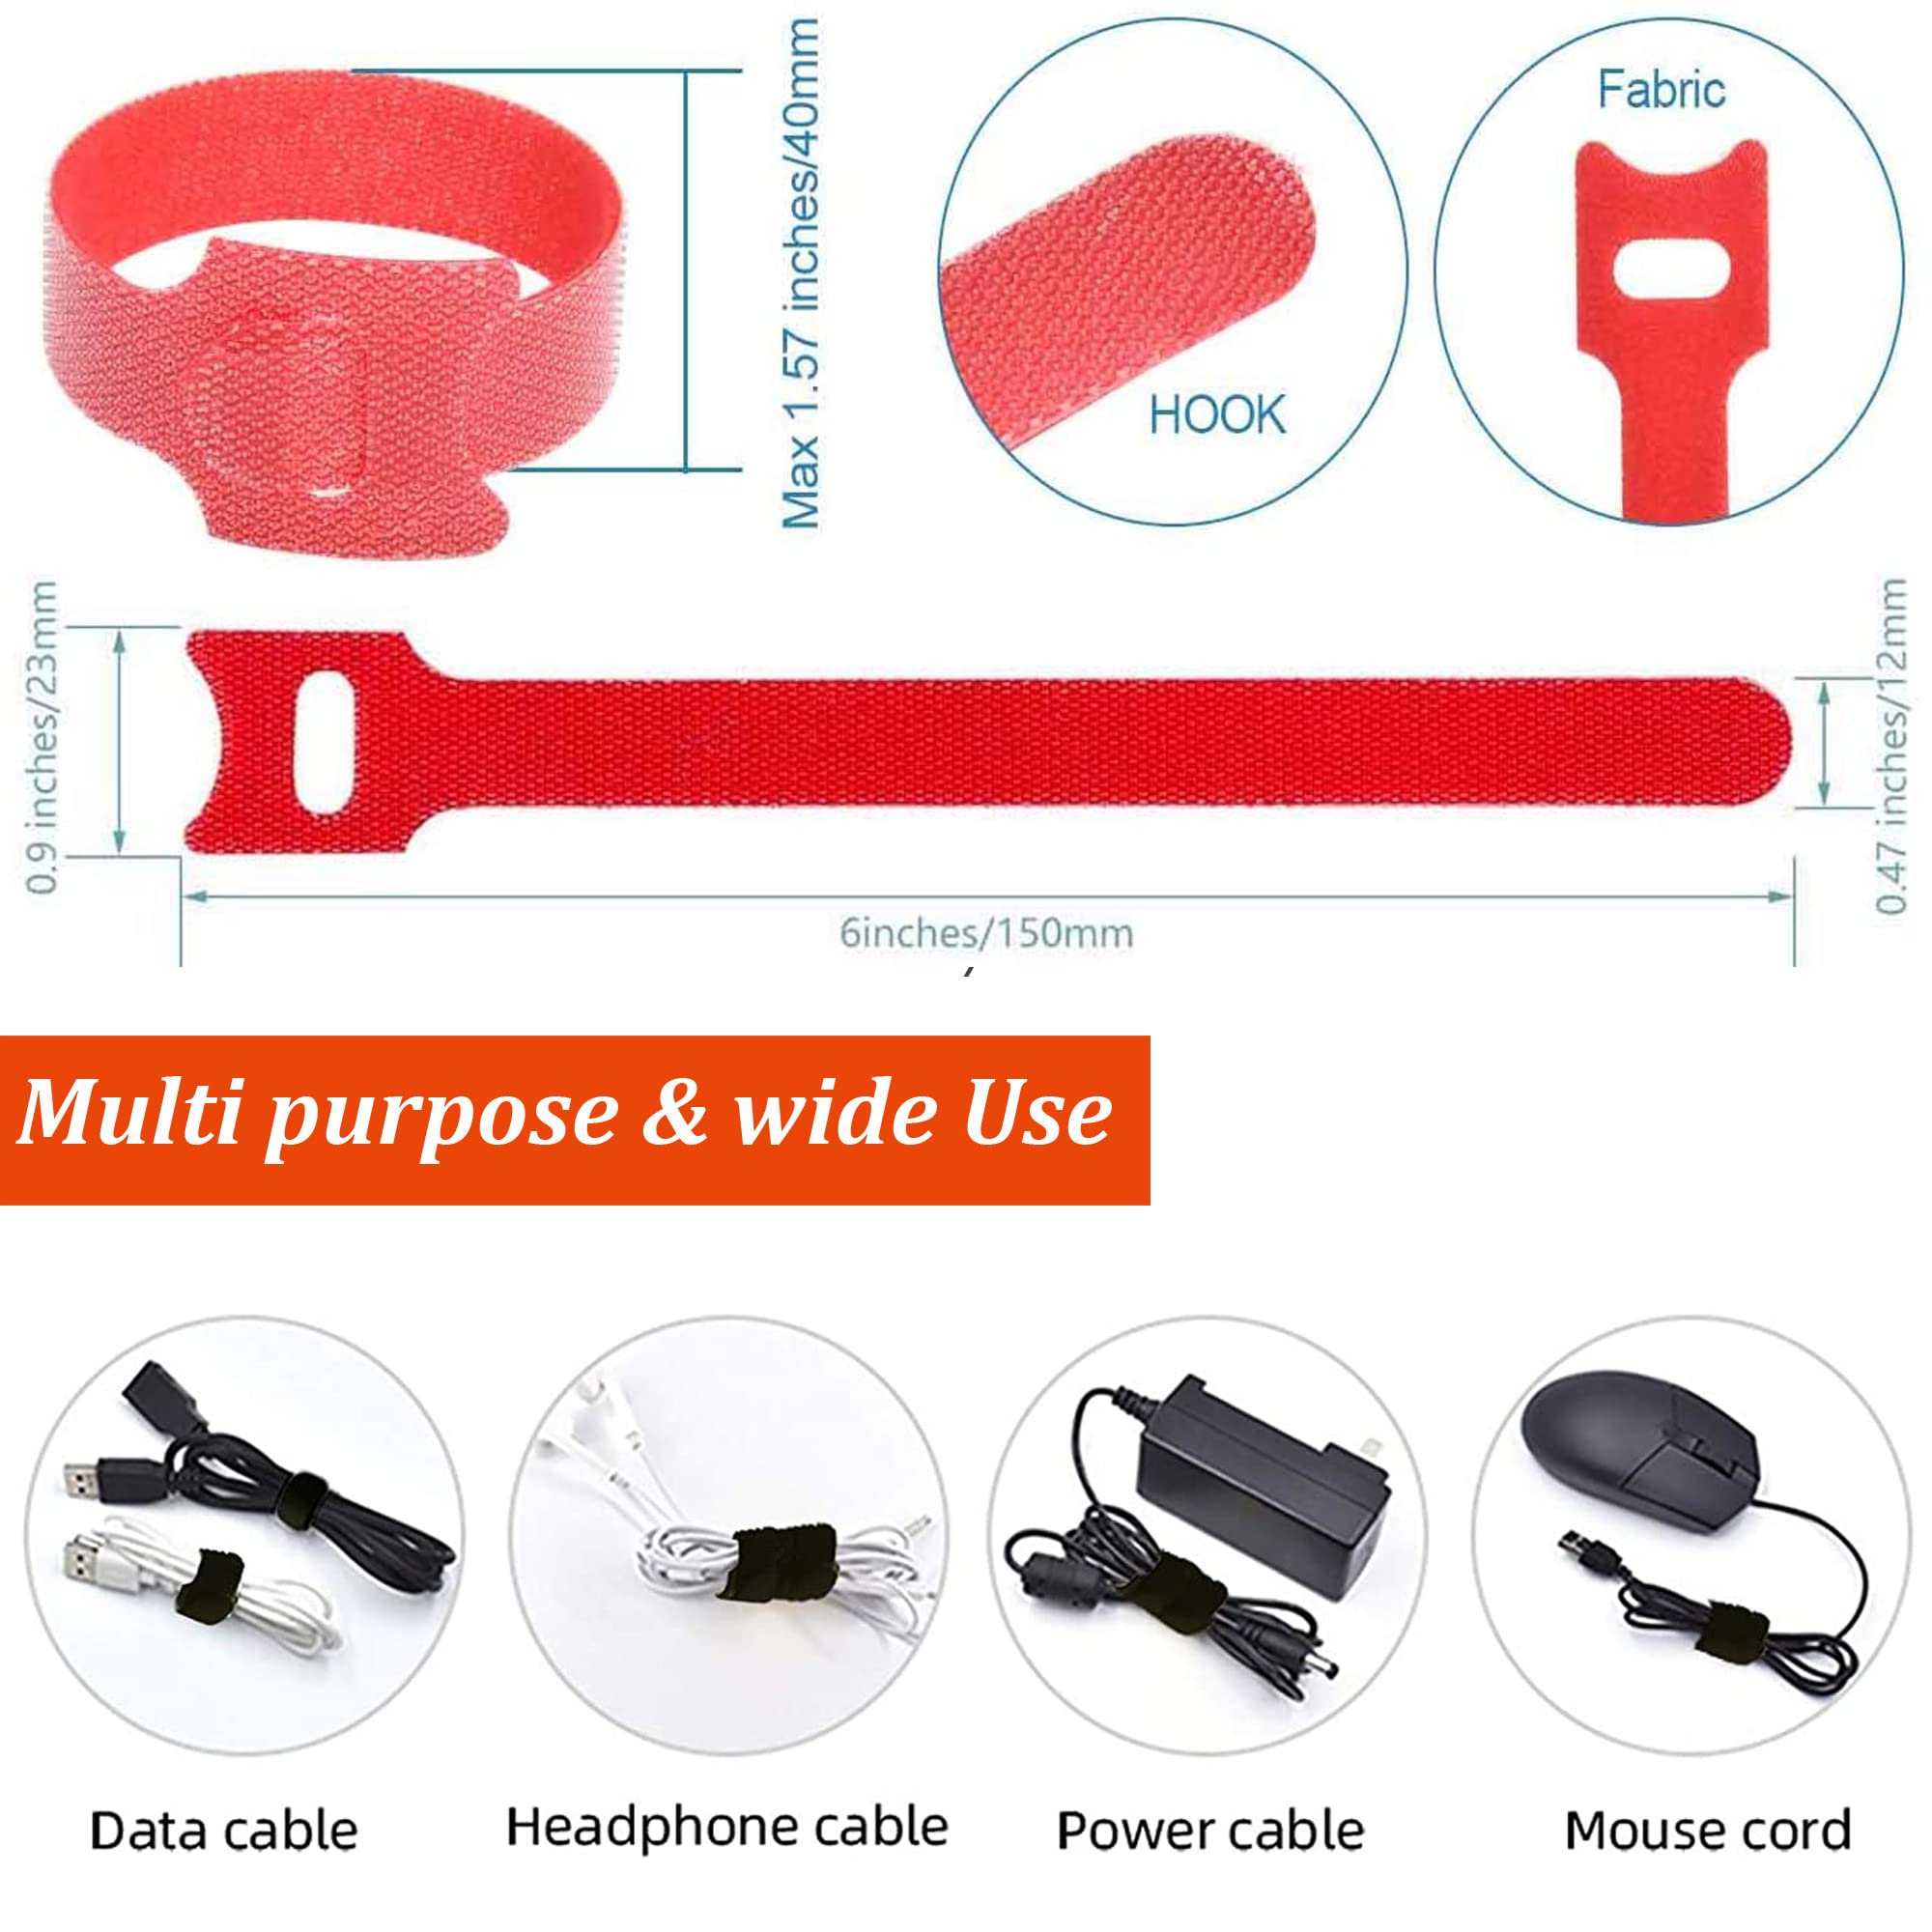 Max 1.57 inches/40mm
HOOK
Fabric
0.9 inches/23mm
0.47 inches/12mm
6inches/150mm
Multi purpose & wide Use
Data cable
Headphone cable
Power cable
Mouse cord